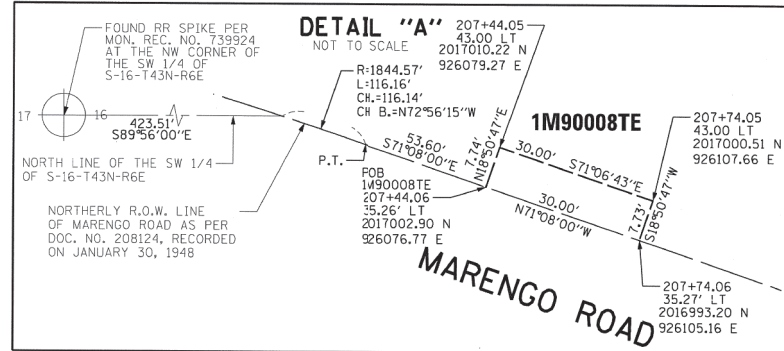 DETAIL "A"
NOT TO SCALE
FOUND RR SPIKE PER
MON. REC. NO. 739924
AT THE NW CORNER OF
THE SW 1/4 OF
S-16-T43N-R6E
17
16
423.51'
S89°56'00"E
NORTH LINE OF THE SW 1/4
OF S-16-T43N-R6E
NORTHERLY R.O.W. LINE
OF MARENGO ROAD AS PER
DOC. NO. 208124, RECORDED
ON JANUARY 30, 1948
R=1844.57'
L=116.16'
CH.=116.14'
CH B.=N72°56'15"W
P.T.
53.60'
S71°08'00"E
POB
1M90008TE
207+44.06
35.26' LT
2017002.90 N
926076.77 E
207+44.05
43.00 LT
2017010.22 N
926079.27 E
7.74'
N18°50'47"E
1M90008TE
30.00'
S71°06'43"E
30.00'
N71°08'00"W
207+74.05
43.00 LT
2017000.51 N
926107.66 E
7.73'
S18°50'47"W
207+74.06
35.27' LT
2016993.20 N
926105.16 E
MARENGO ROAD